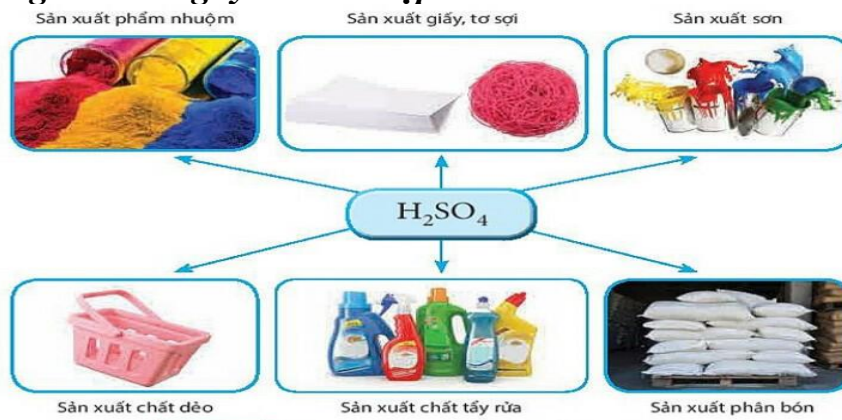 Sản xuất phẩm nhuộm
Sản xuất giấy, tơ sợi
Sản xuất sơn
H₂SO₄
Sản xuất chất dẻo
Sản xuất chất tẩy rửa
Sản xuất phân bón